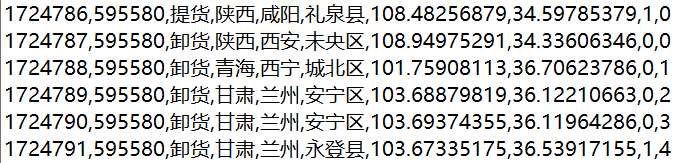 1724786,595580,提货,陕西,咸阳,礼泉县,108.48256879,34.59785379,1,0
1724787,595580,卸货,陕西,西安,未央区,108.94975291,34.33606346,0,0
1724788,595580,卸货,青海,西宁,城北区,101.75908113,36.70623786,0,1
1724789,595580,卸货,甘肃,兰州,安宁区,103.68879819,36.12210663,0,2
1724790,595580,卸货,甘肃,兰州,安宁区,103.69374355,36.11964286,0,3
1724791,595580,卸货,甘肃,兰州,永登县,103.67335175,36.53917155,1,4